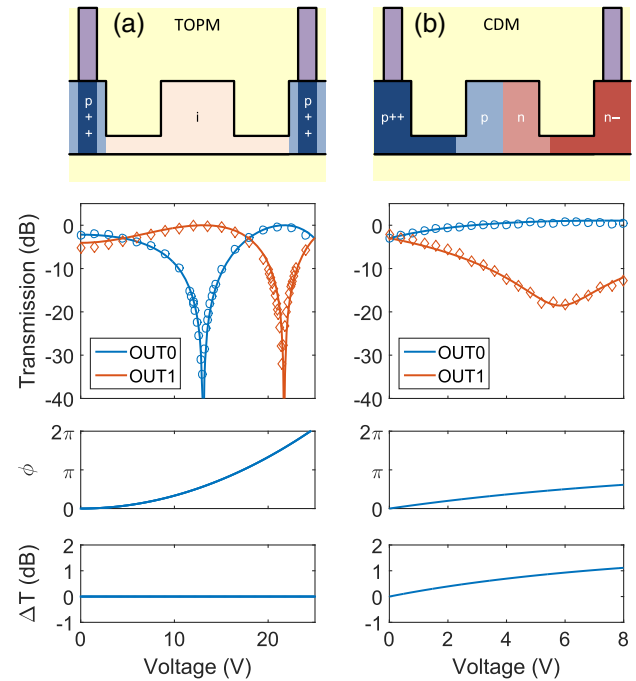 (a) TOPM
(b) CDM
p
+
+
i
p
+
+
p++
p
n
n−
Transmission (dB)
0
-10
-20
-30
-40
OUT0
OUT1
0
-10
-20
-30
-40
OUT0
OUT1
ϕ
2π
π
0
2π
π
0
ΔT (dB)
2
1
0
-1
0 10 20
Voltage (V)
2
1
0
-1
0 2 4 6 8
Voltage (V)